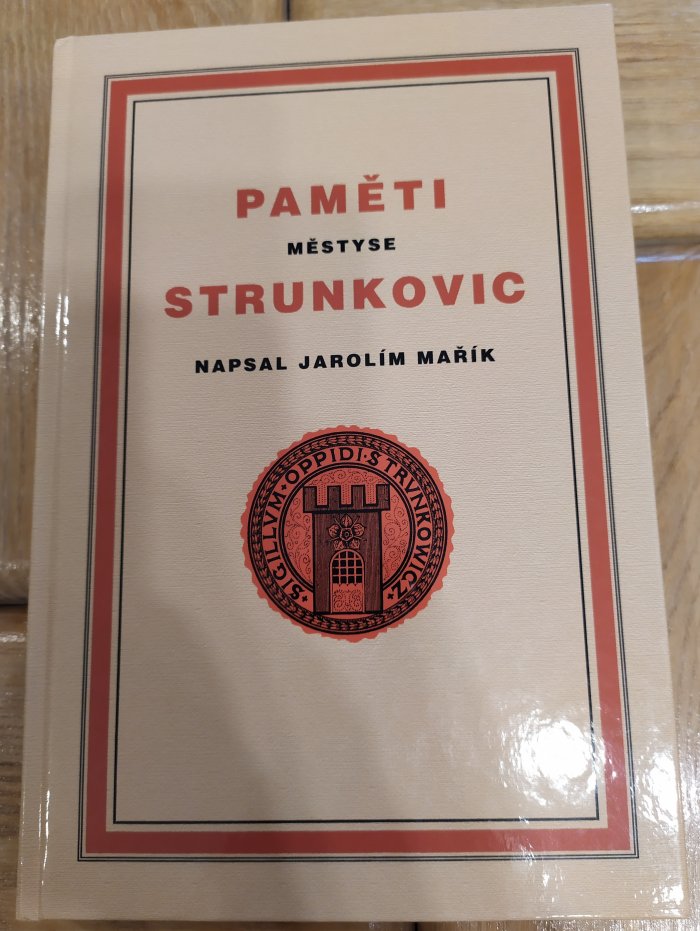 PAMĚTI
MĚSTYSE
STRUNKOVIC
NAPSAL JAROLÍM MAŘÍK
SIGILLVM · OPPIDI · STRVNKOWICZ